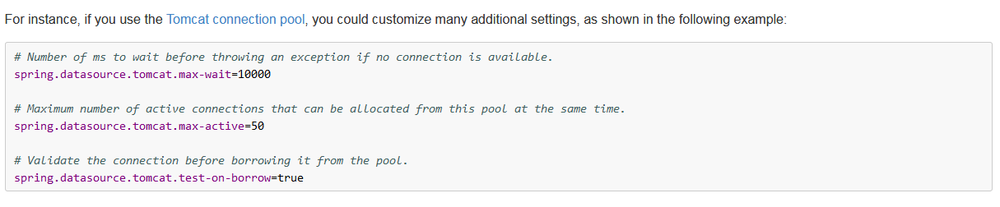 For instance, if you use the Tomcat connection pool, you could customize many additional settings, as shown in the following example:
# Number of ms to wait before throwing an exception if no connection is available.
spring.datasource.tomcat.max-wait=10000
# Maximum number of active connections that can be allocated from this pool at the same time.
spring.datasource.tomcat.max-active=50
# Validate the connection before borrowing it from the pool.
spring.datasource.tomcat.test-on-borrow=true